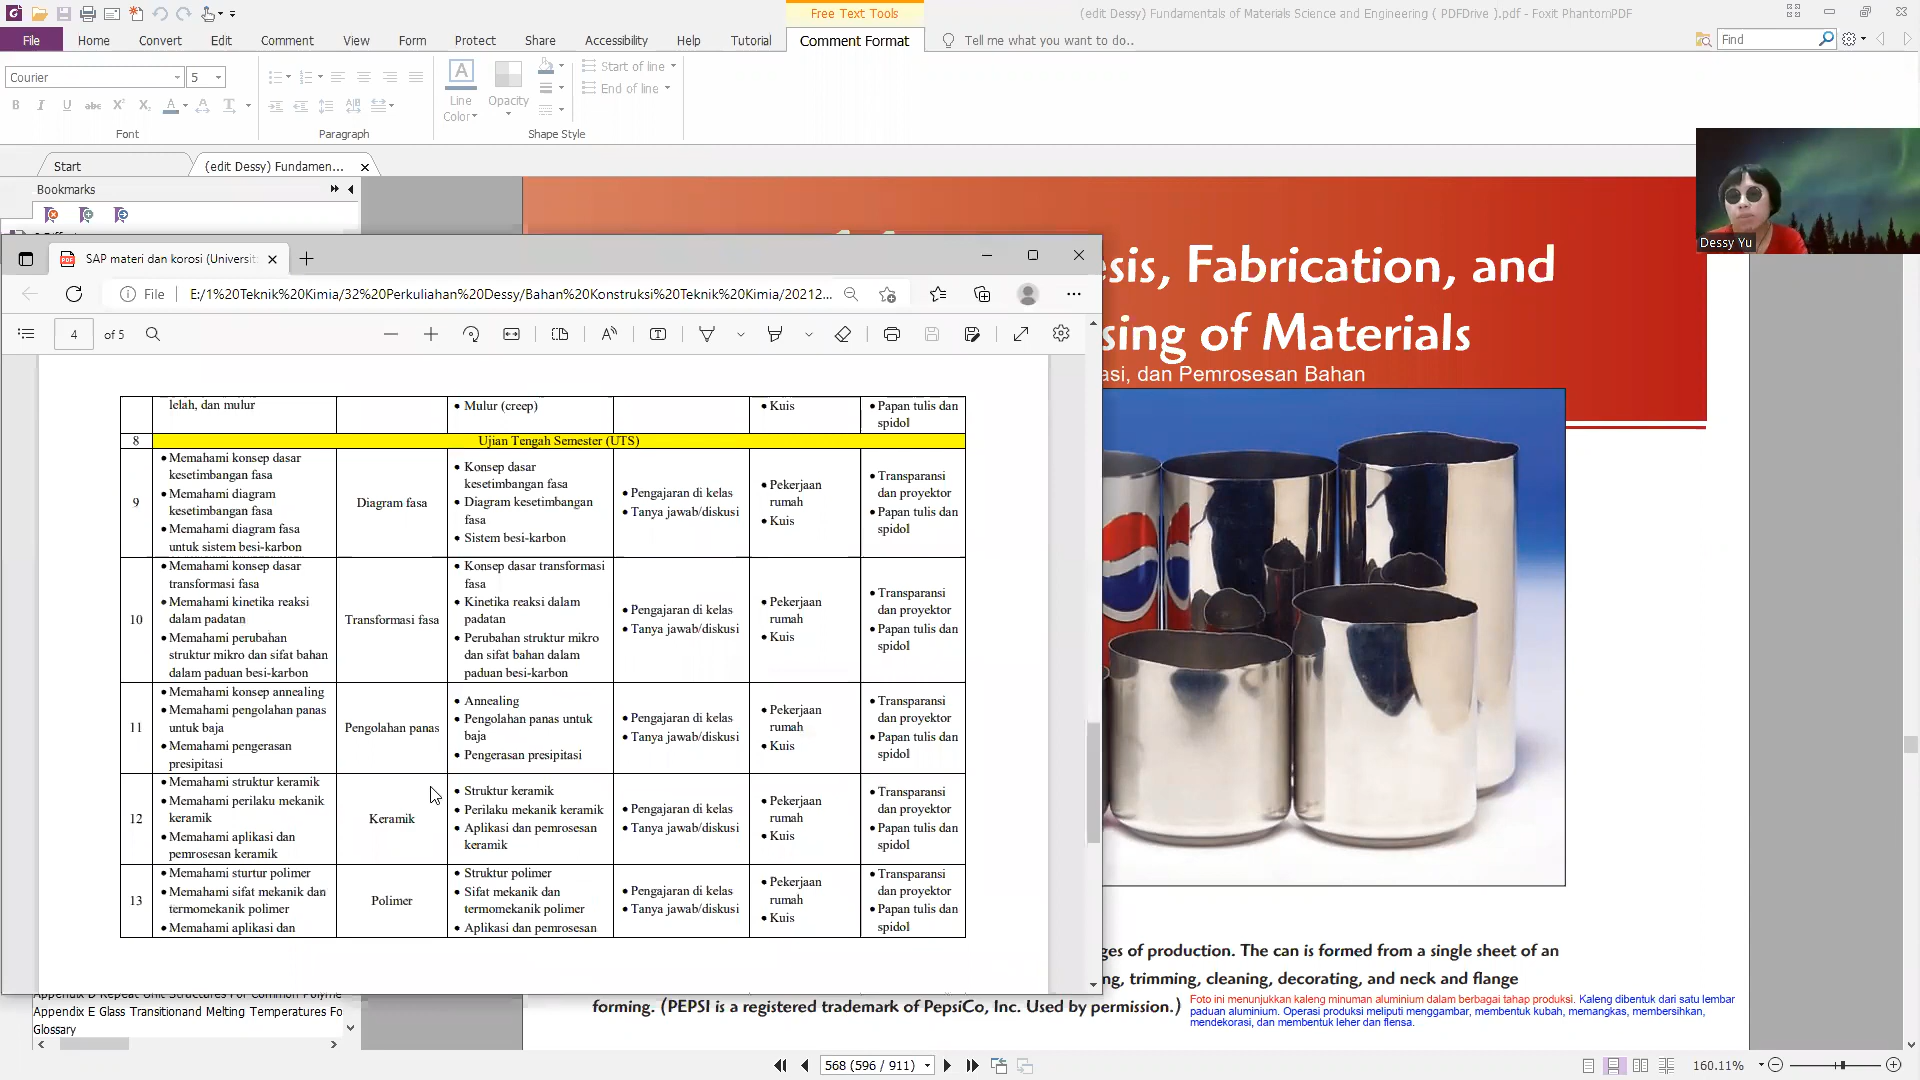 Free Text Tools
(edit Dessy) Fundamentals of Materials Science and Engineering ( PDFDrive ).pdf - Foxit PhantomPDF
File Home Convert Edit Comment View Form Protect Share Accessibility Help Tutorial Comment Format Tell me what you want to do.. Find
Courier 5
Start of line
End of line
Line Color
Opacity
Font Paragraph Shape Style
Start (edit Dessy) Fundamen...
Bookmarks
Dessy Yu
SAP materi dan korosi (Universit
File E:/1%20Teknik%20Kimia/32%20Perkuliahan%20Dessy/Bahan%20Konstruksi%20Teknik%20Kimia/20212...
4 of 5
lelah, dan mulur
• Mulur (creep)
• Kuis
• Papan tulis dan
spidol
8 Ujian Tengah Semester (UTS)
9
• Memahami konsep dasar
kesetimbangan fasa
• Memahami diagram
kesetimbangan fasa
• Memahami diagram fasa
untuk sistem besi-karbon
Diagram fasa
• Konsep dasar
kesetimbangan fasa
• Diagram kesetimbangan
fasa
• Sistem besi-karbon
• Pengajaran di kelas
• Tanya jawab/diskusi
• Pekerjaan
rumah
• Kuis
• Transparansi
dan proyektor
• Papan tulis dan
spidol
10
• Memahami konsep dasar
transformasi fasa
• Memahami kinetika reaksi
dalam padatan
• Memahami perubahan
struktur mikro dan sifat bahan
dalam paduan besi-karbon
Transformasi fasa
• Konsep dasar transformasi
fasa
• Kinetika reaksi dalam
padatan
• Perubahan struktur mikro
dan sifat bahan dalam
paduan besi-karbon
• Pengajaran di kelas
• Tanya jawab/diskusi
• Pekerjaan
rumah
• Kuis
• Transparansi
dan proyektor
• Papan tulis dan
spidol
11
• Memahami konsep annealing
• Memahami pengolahan panas
untuk baja
• Memahami pengerasan
presipitasi
Pengolahan panas
• Annealing
• Pengolahan panas untuk
baja
• Pengerasan presipitasi
• Pengajaran di kelas
• Tanya jawab/diskusi
• Pekerjaan
rumah
• Kuis
• Transparansi
dan proyektor
• Papan tulis dan
spidol
12
• Memahami struktur keramik
• Memahami perilaku mekanik
keramik
• Memahami aplikasi dan
pemrosesan keramik
Keramik
• Struktur keramik
• Perilaku mekanik keramik
• Aplikasi dan pemrosesan
keramik
• Pengajaran di kelas
• Tanya jawab/diskusi
• Pekerjaan
rumah
• Kuis
• Transparansi
dan proyektor
• Papan tulis dan
spidol
13
• Memahami sturtur polimer
• Memahami sifat mekanik dan
termomekanik polimer
• Memahami aplikasi dan
Polimer
• Struktur polimer
• Sifat mekanik dan
termomekanik polimer
• Aplikasi dan pemrosesan
• Pengajaran di kelas
• Tanya jawab/diskusi
• Pekerjaan
rumah
• Kuis
• Transparansi
dan proyektor
• Papan tulis dan
spidol
esis, Fabrication, and
sing of Materials
asi, dan Pemrosesan Bahan
ges of production. The can is formed from a single sheet of an
ng, trimming, cleaning, decorating, and neck and flange
forming. (PEPSI is a registered trademark of PepsiCo, Inc. Used by permission.)
Foto ini menunjukkan kaleng minuman aluminium dalam berbagai tahap produksi. Kaleng dibentuk dari satu lembar
paduan aluminium. Operasi produksi meliputi menggambar, membentuk kubah, memangkas, membersihkan,
mendekorasi, dan membentuk leher dan flensa.
Appendix D Repeat Unit Structures For Common Polyme
Appendix E Glass Transitionand Melting Temperatures Fo
Glossary
568 (596 / 911)
160.11%